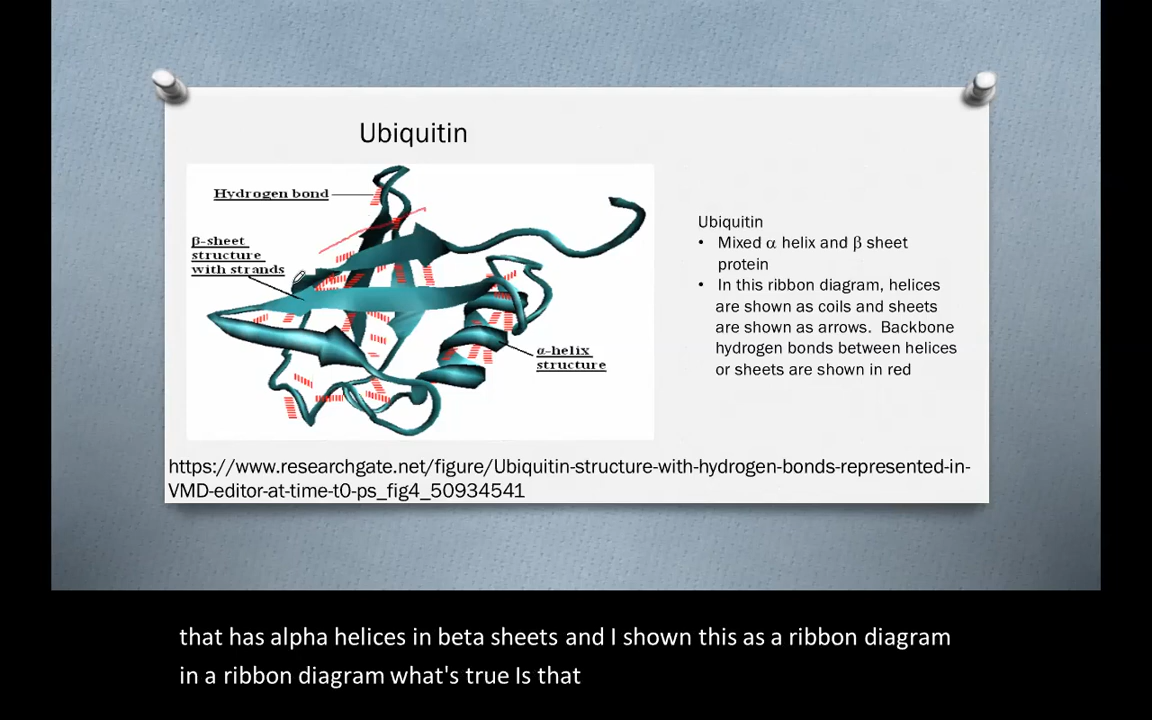 Ubiquitin
Hydrogen bond
β-sheet
structure
with strands
α-helix
structure
Ubiquitin
• Mixed α helix and β sheet
protein
• In this ribbon diagram, helices
are shown as coils and sheets
are shown as arrows. Backbone
hydrogen bonds between helices
or sheets are shown in red
https://www.researchgate.net/figure/Ubiquitin-structure-with-hydrogen-bonds-represented-in-
VMD-editor-at-time-t0-ps_fig4_50934541
that has alpha helices in beta sheets and I shown this as a ribbon diagram
in a ribbon diagram what's true Is that